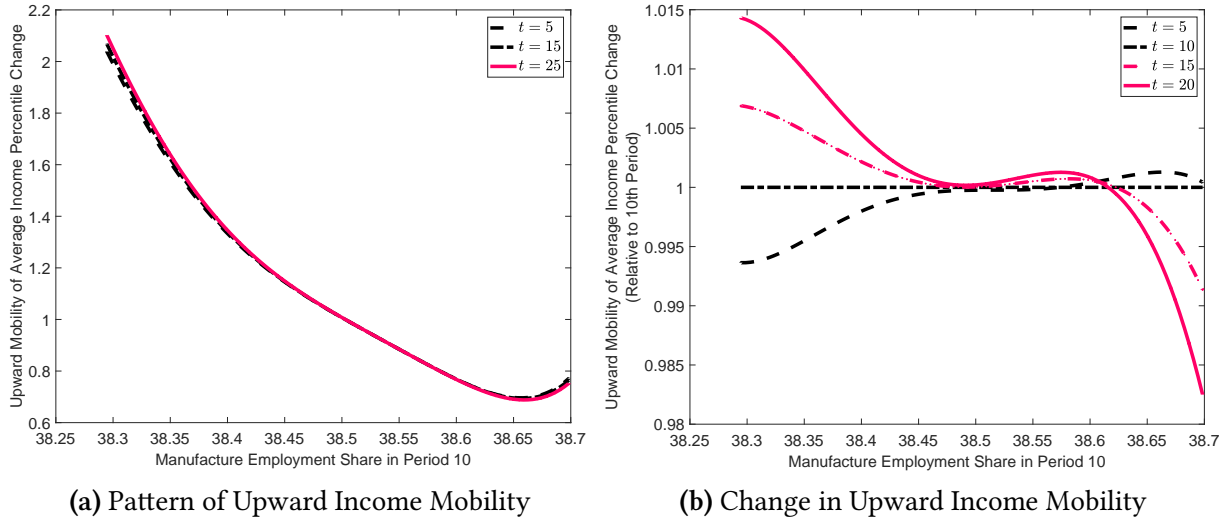 Upward Mobility of Average Income Percentile Change
2.2
2
1.8
1.6
1.4
1.2
1
0.8
0.6
38.25 38.3 38.35 38.4 38.45 38.5 38.55 38.6 38.65 38.7
Manufacture Employment Share in Period 10
t = 5
t = 15
t = 25
(a) Pattern of Upward Income Mobility
Upward Mobility of Average Income Percentile Change
(Relative to 10th Period)
1.015
1.01
1.005
1
0.995
0.99
0.985
0.98
38.25 38.3 38.35 38.4 38.45 38.5 38.55 38.6 38.65 38.7
Manufacture Employment Share in Period 10
t = 5
t = 10
t = 15
t = 20
(b) Change in Upward Income Mobility